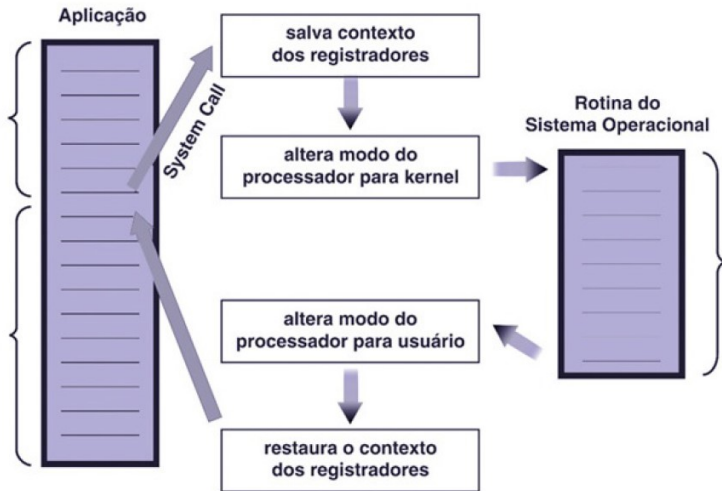 Aplicação
salva contexto
dos registradores
System Call
altera modo do
processador para kernel
Rotina do
Sistema Operacional
altera modo do
processador para usuário
restaura o contexto
dos registradores